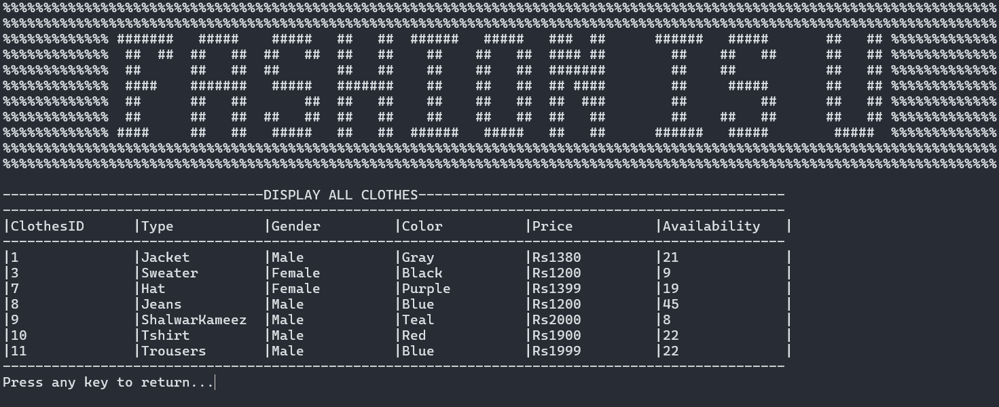 FASHION IS U
DISPLAY ALL CLOTHES
|ClothesID |Type |Gender |Color |Price |Availability |
|1 |Jacket |Male |Gray |Rs1380 |21 |
|3 |Sweater |Female |Black |Rs1200 |9 |
|7 |Hat |Female |Purple |Rs1399 |19 |
|8 |Jeans |Male |Blue |Rs1200 |45 |
|9 |ShalwarKameez |Male |Teal |Rs2000 |8 |
|10 |Tshirt |Male |Red |Rs1900 |22 |
|11 |Trousers |Male |Blue |Rs1999 |22 |
Press any key to return...